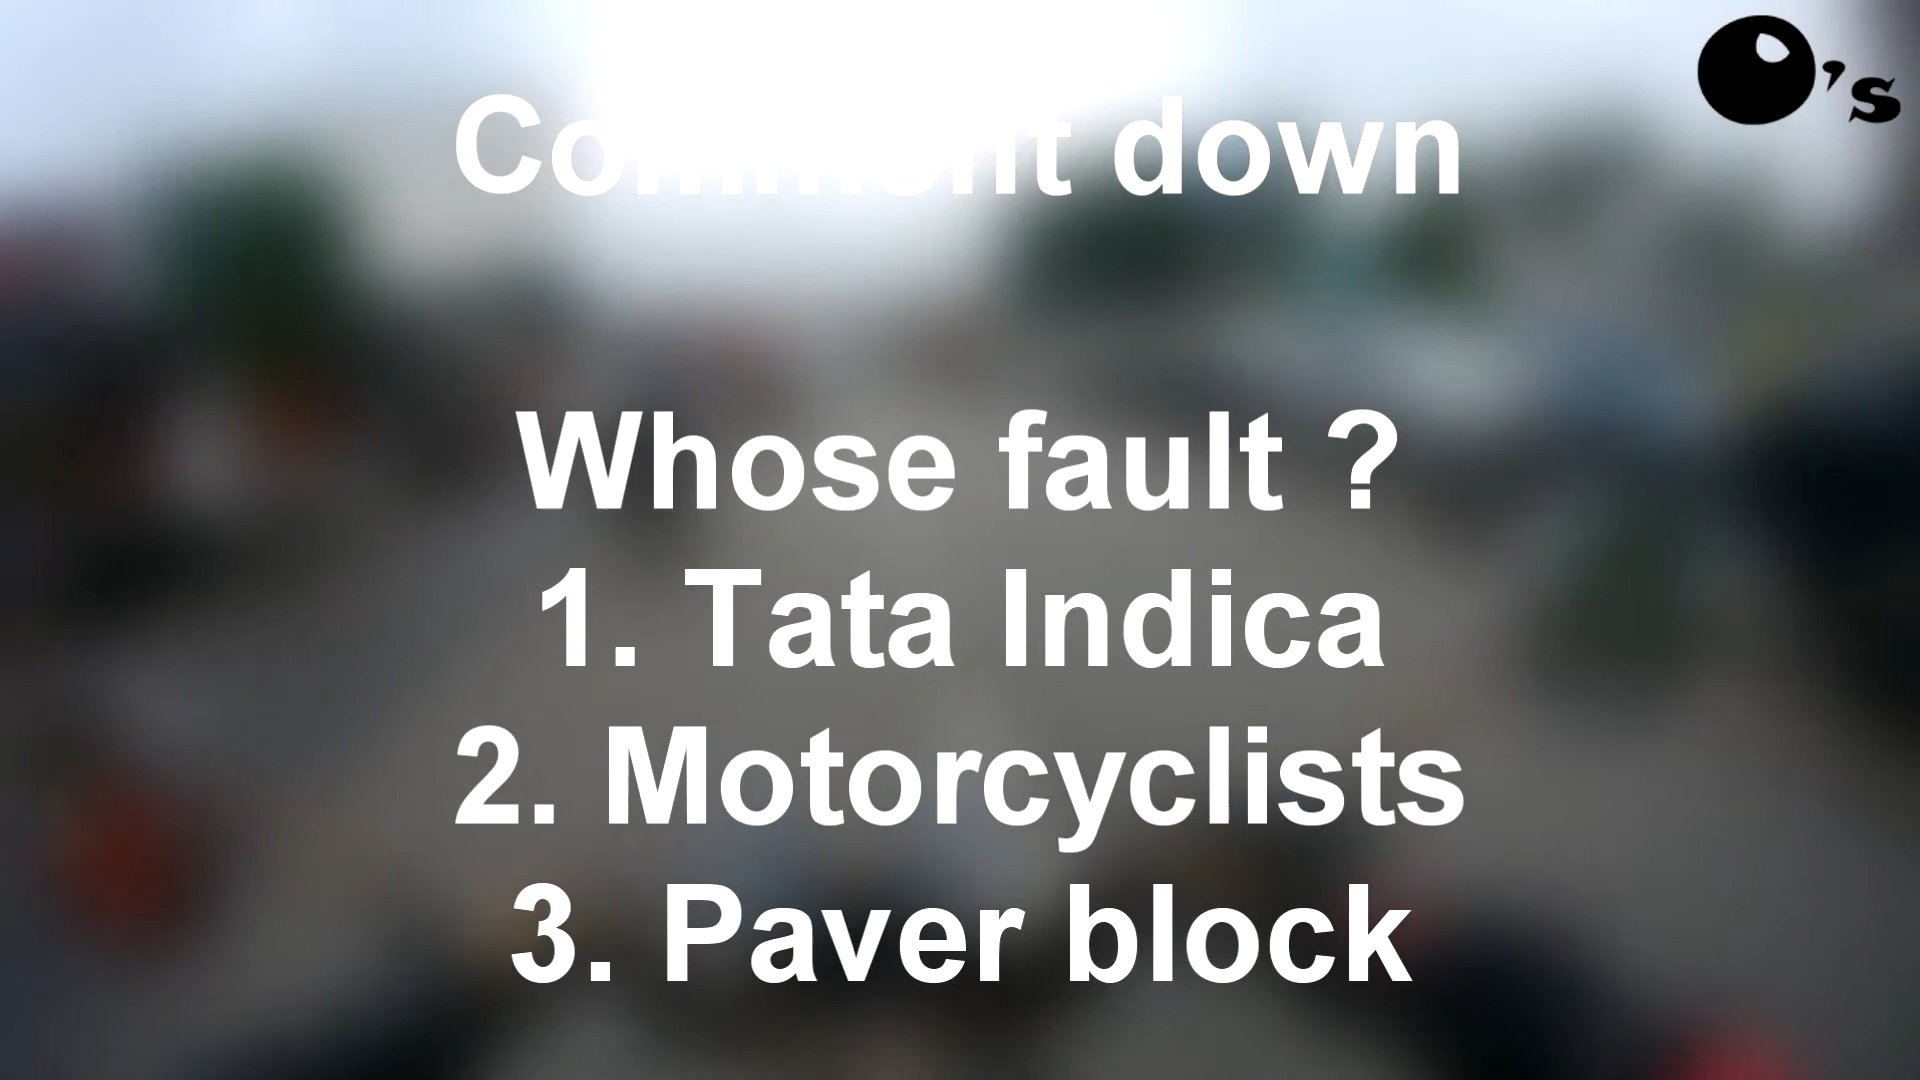 O's
Comment down
Whose fault ?
1. Tata Indica
2. Motorcyclists
3. Paver block